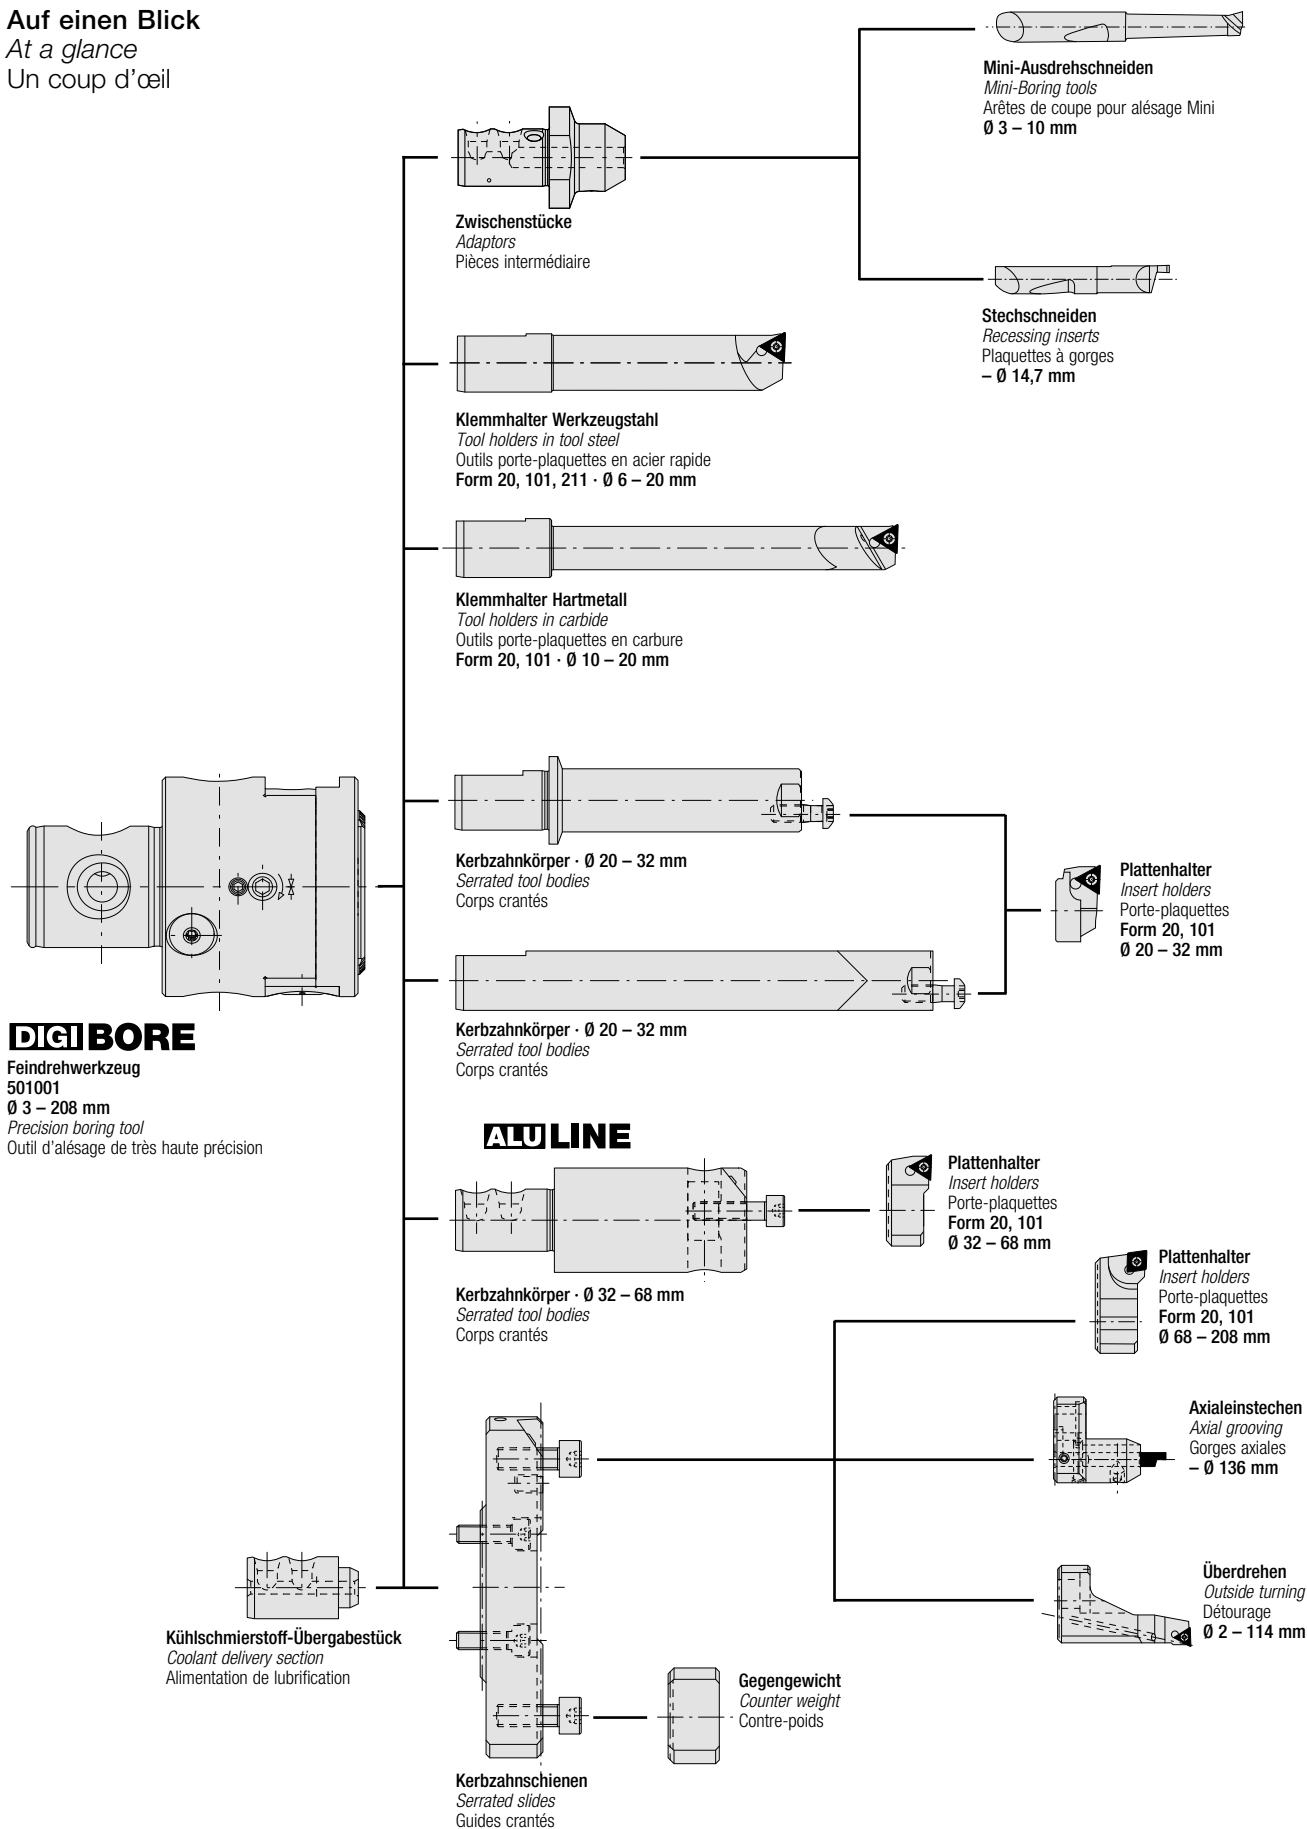 Auf einen Blick
At a glance
Un coup d'œil
Mini-Ausdrehschneiden
Mini-Boring tools
Arêtes de coupe pour alésage Mini
Ø 3 – 10 mm
Zwischenstücke
Adaptors
Pièces intermédiaire
Stechschneiden
Recessing inserts
Plaquettes à gorges
– Ø 14,7 mm
Klemmhalter Werkzeugstahl
Tool holders in tool steel
Outils porte-plaquettes en acier rapide
Form 20, 101, 211 · Ø 6 – 20 mm
Klemmhalter Hartmetall
Tool holders in carbide
Outils porte-plaquettes en carbure
Form 20, 101 · Ø 10 – 20 mm
Kerbzahnkörper · Ø 20 – 32 mm
Serrated tool bodies
Corps crantés
Plattenhalter
Insert holders
Porte-plaquettes
Form 20, 101
Ø 20 – 32 mm
Kerbzahnkörper · Ø 20 – 32 mm
Serrated tool bodies
Corps crantés
DIGI BORE
Feindrehwerkzeug
501001
Ø 3 – 208 mm
Precision boring tool
Outil d'alésage de très haute précision
ALU LINE
Plattenhalter
Insert holders
Porte-plaquettes
Form 20, 101
Ø 32 – 68 mm
Kerbzahnkörper · Ø 32 – 68 mm
Serrated tool bodies
Corps crantés
Plattenhalter
Insert holders
Porte-plaquettes
Form 20, 101
Ø 68 – 208 mm
Axialeinstechen
Axial grooving
Gorges axiales
– Ø 136 mm
Überdrehen
Outside turning
Détourage
Ø 2 – 114 mm
Kühlschmierstoff-Übergabestück
Coolant delivery section
Alimentation de lubrification
Gegengewicht
Counter weight
Contre-poids
Kerbzahnschienen
Serrated slides
Guides crantés